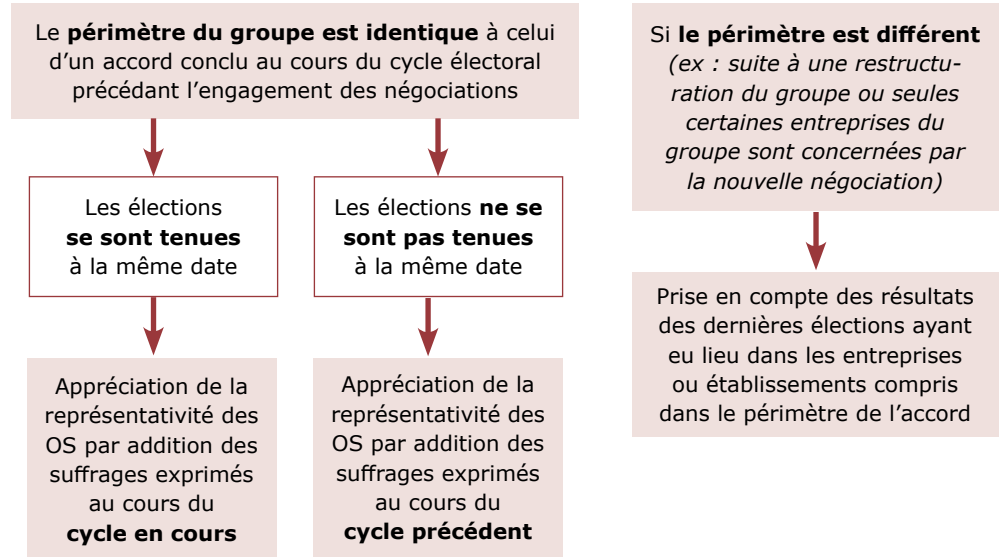 Le périmètre du groupe est identique à celui
d’un accord conclu au cours du cycle électoral
précédant l’engagement des négociations
Les élections
se sont tenues
à la même date
Appréciation de la
représentativité des
OS par addition des
suffrages exprimés
au cours du
cycle en cours
Les élections ne se
sont pas tenues
à la même date
Appréciation de la
représentativité des
OS par addition des
suffrages exprimés
au cours du
cycle précédent
Si le périmètre est différent
(ex : suite à une restructu-
ration du groupe ou seules
certaines entreprises du
groupe sont concernées par
la nouvelle négociation)
Prise en compte des résultats
des dernières élections ayant
eu lieu dans les entreprises
ou établissements compris
dans le périmètre de l’accord